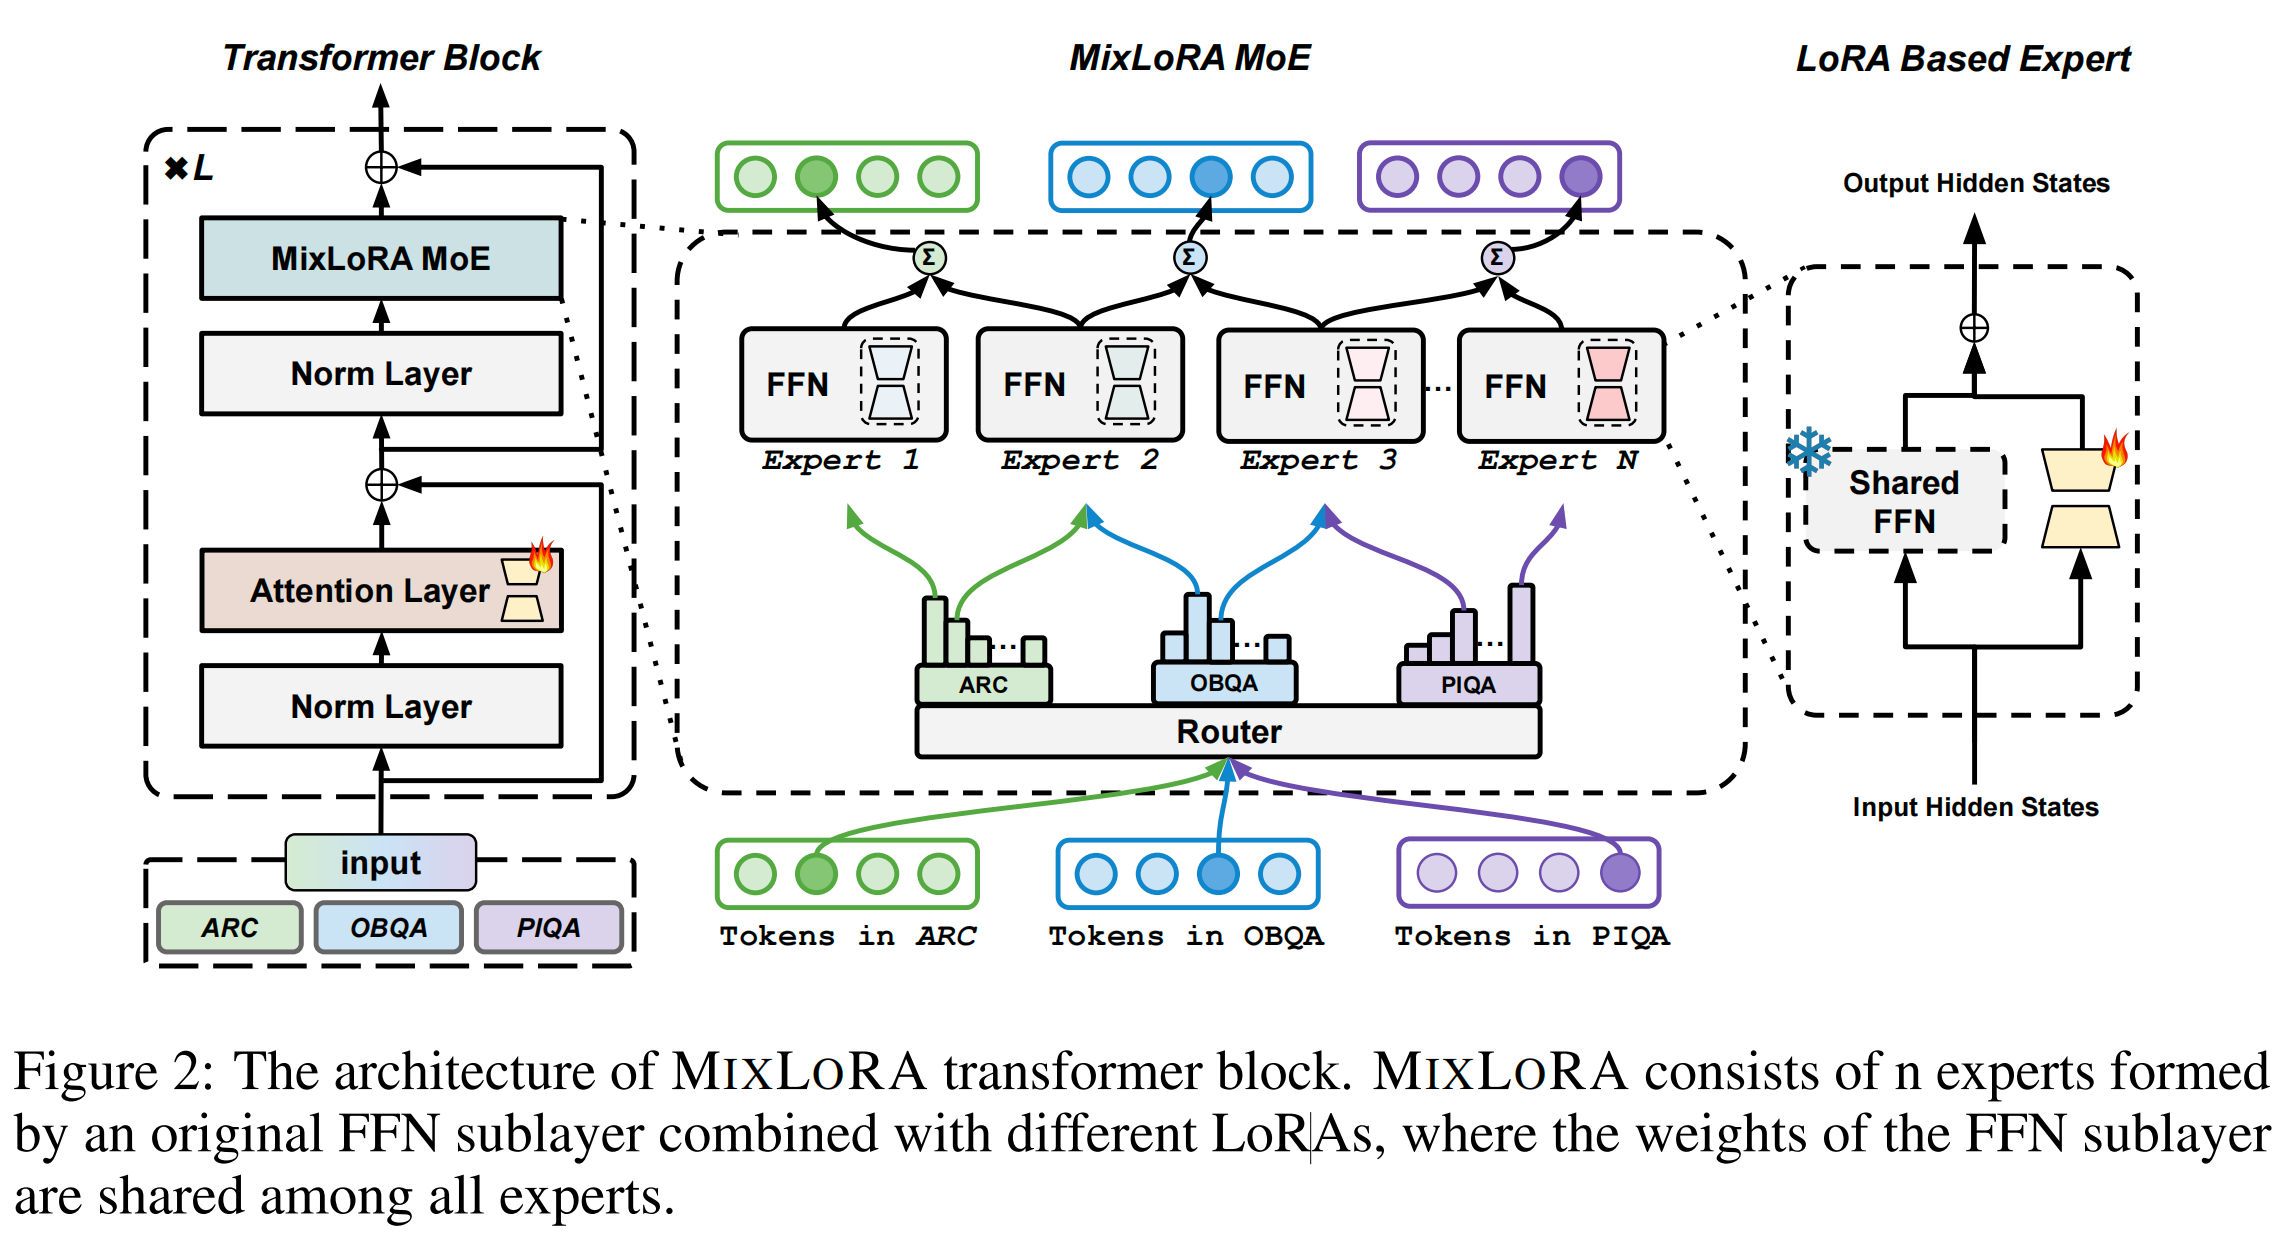 Transformer Block
MixLoRA MoE
LoRA Based Expert
✖L
MixLoRA MoE
Norm Layer
Attention Layer
Norm Layer
input
ARC OBQA PIQA
Σ Σ Σ
FFN FFN FFN ... FFN
Expert 1 Expert 2 Expert 3 Expert N
... ... ...
ARC OBQA PIQA
Router
Tokens in ARC Tokens in OBQA Tokens in PIQA
Output Hidden States
Shared
FFN
Input Hidden States
Figure 2: The architecture of MIXLORA transformer block. MIXLORA consists of n experts formed
by an original FFN sublayer combined with different LoRAs, where the weights of the FFN sublayer
are shared among all experts.